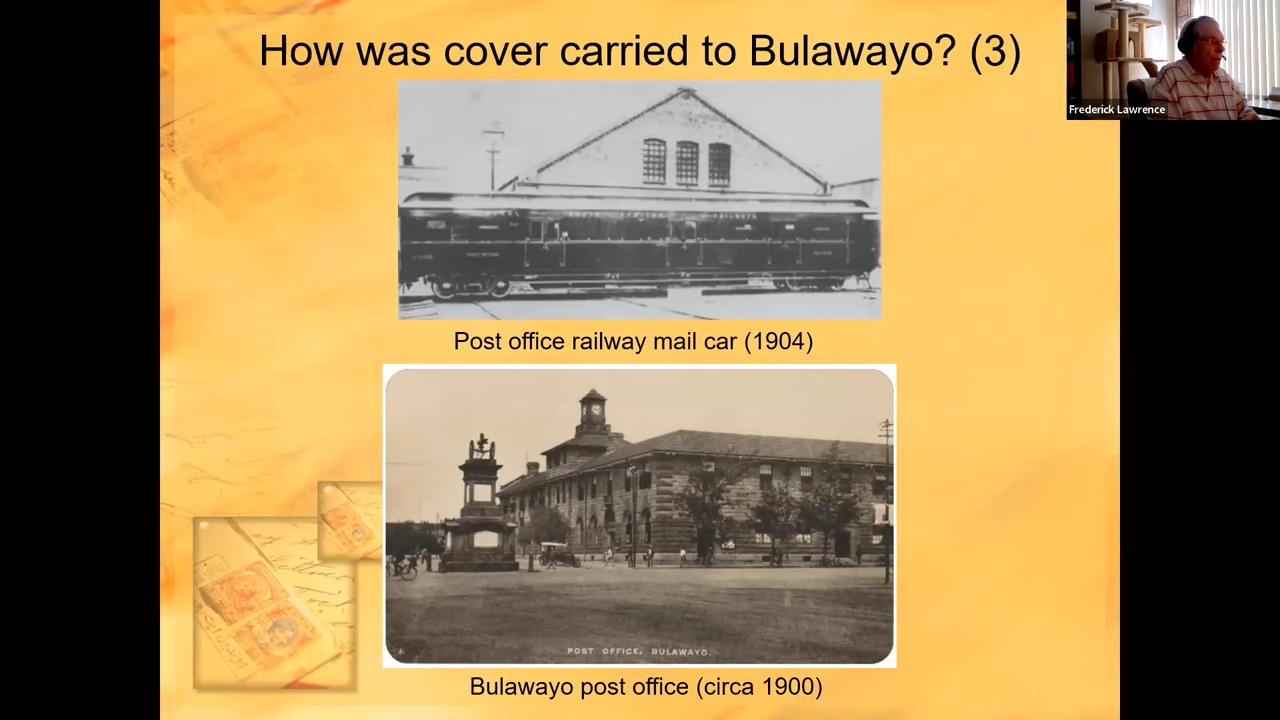 How was cover carried to Bulawayo? (3)
Frederick Lawrence
RAILWAYS
Post office railway mail car (1904)
POST OFFICE, BULAWAYO.
Bulawayo post office (circa 1900)